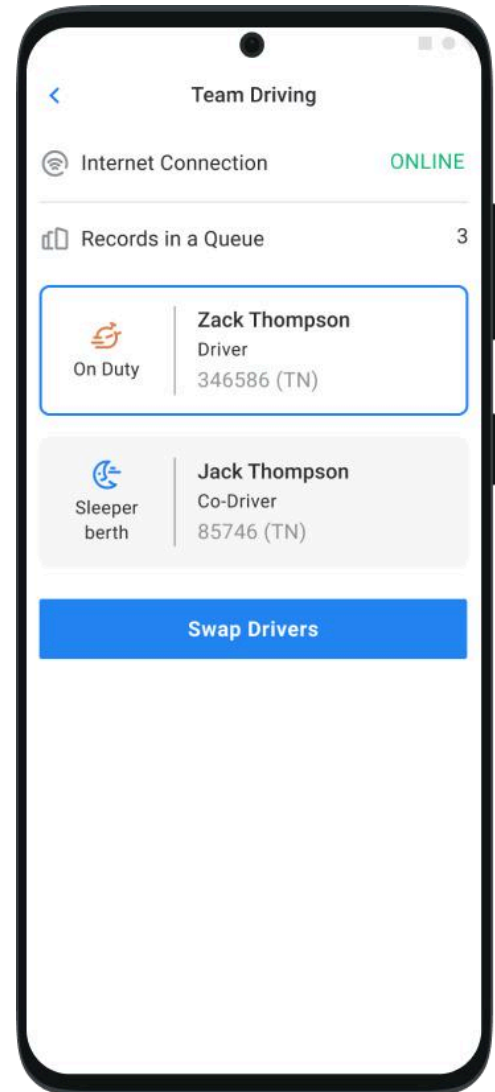 Team Driving
Internet Connection ONLINE
Records in a Queue 3
Zack Thompson
Driver
On Duty
346586 (TN)
Jack Thompson
Sleeper
berth
Co-Driver
85746 (TN)
Swap Drivers